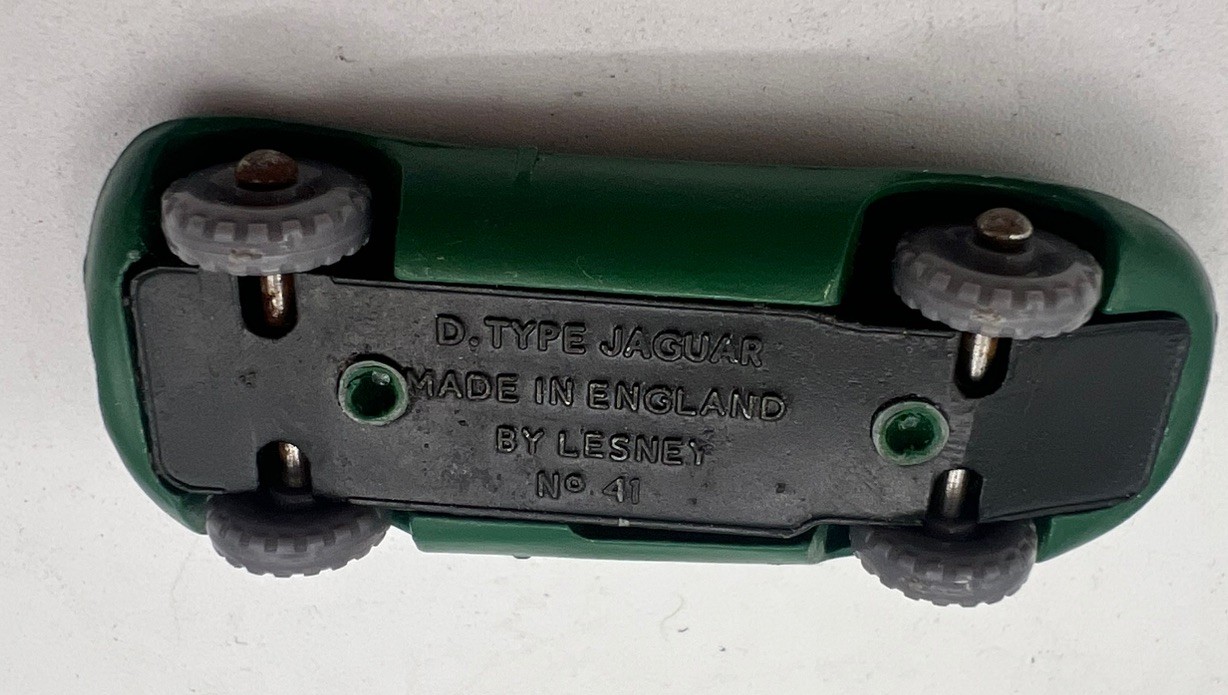 D. TYPE JAGUAR
MADE IN ENGLAND
BY LESNEY
Nº 41